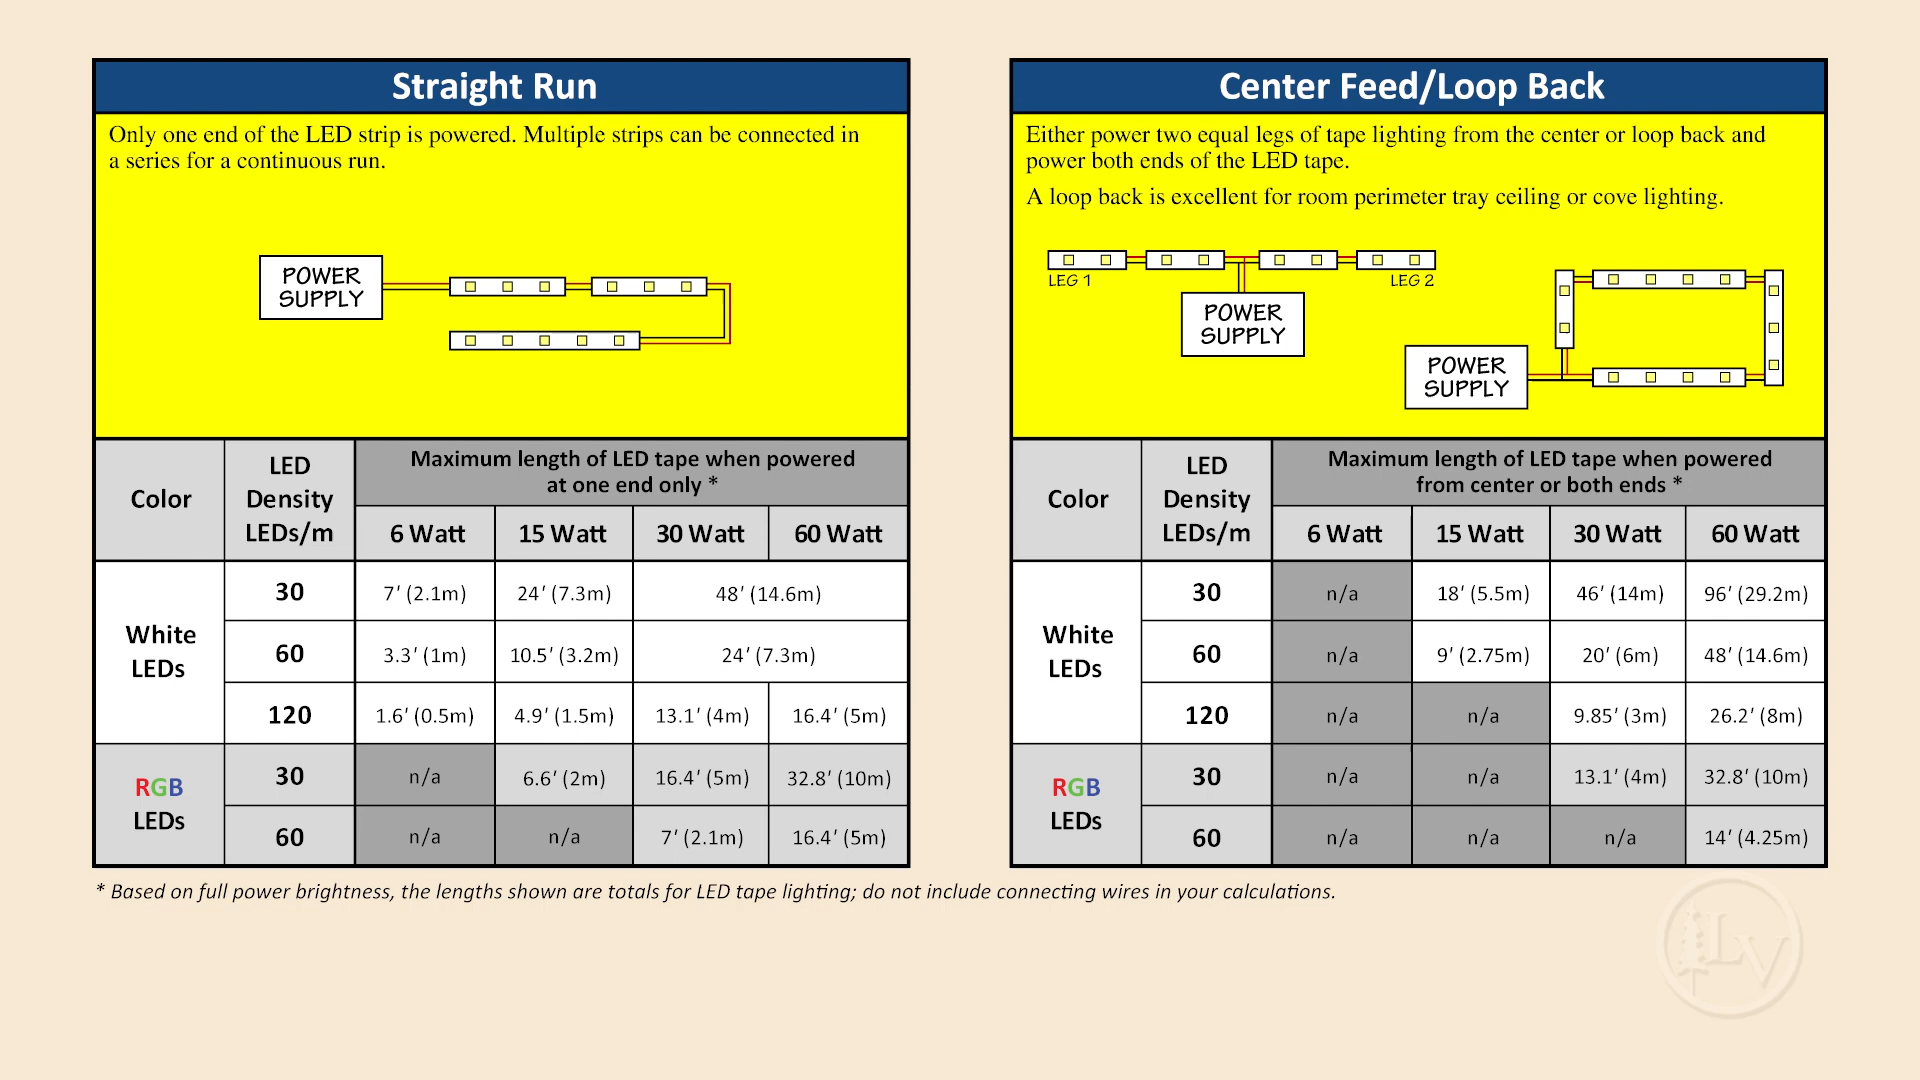 Straight Run
Only one end of the LED strip is powered. Multiple strips can be connected in
a series for a continuous run.
POWER
SUPPLY
Color
LED
Density
LEDs/m
Maximum length of LED tape when powered
at one end only *
6 Watt 15 Watt 30 Watt 60 Watt
White
LEDs
30 7' (2.1m) 24' (7.3m) 48' (14.6m)
60 3.3' (1m) 10.5' (3.2m) 24' (7.3m)
120 1.6' (0.5m) 4.9' (1.5m) 13.1' (4m) 16.4' (5m)
RGB
LEDs
30 n/a 6.6' (2m) 16.4' (5m) 32.8' (10m)
60 n/a n/a 7' (2.1m) 16.4' (5m)
Center Feed/Loop Back
Either power two equal legs of tape lighting from the center or loop back and
power both ends of the LED tape.
A loop back is excellent for room perimeter tray ceiling or cove lighting.
LEG 1 LEG 2
POWER
SUPPLY
POWER
SUPPLY
Color
LED
Density
LEDs/m
Maximum length of LED tape when powered
from center or both ends *
6 Watt 15 Watt 30 Watt 60 Watt
White
LEDs
30 n/a 18' (5.5m) 46' (14m) 96' (29.2m)
60 n/a 9' (2.75m) 20' (6m) 48' (14.6m)
120 n/a n/a 9.85' (3m) 26.2' (8m)
RGB
LEDs
30 n/a n/a 13.1' (4m) 32.8' (10m)
60 n/a n/a n/a 14' (4.25m)
* Based on full power brightness, the lengths shown are totals for LED tape lighting; do not include connecting wires in your calculations.
LV